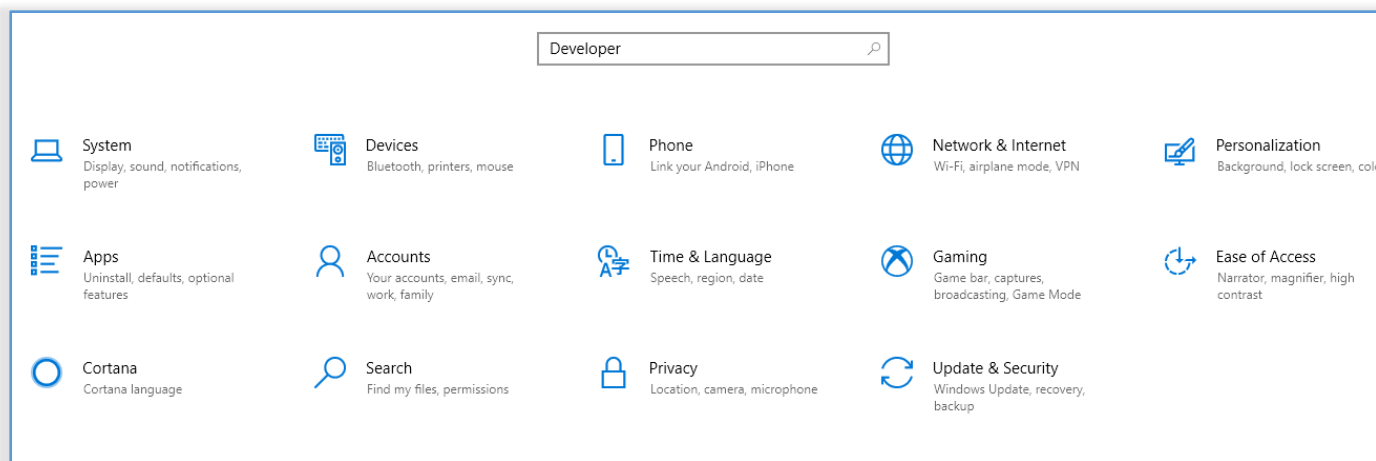 Developer
System
Display, sound, notifications,
power
Devices
Bluetooth, printers, mouse
Phone
Link your Android, iPhone
Network & Internet
Wi-Fi, airplane mode, VPN
Personalization
Background, lock screen,
Apps
Uninstall, defaults, optional
features
Accounts
Your accounts, email, sync,
work, family
Time & Language
Speech, region, date
Gaming
Game bar, captures,
broadcasting, Game Mode
Ease of Access
Narrator, magnifier, high
contrast
Cortana
Cortana language
Search
Find my files, permissions
Privacy
Location, camera, microphone
Update & Security
Windows Update, recovery,
backup